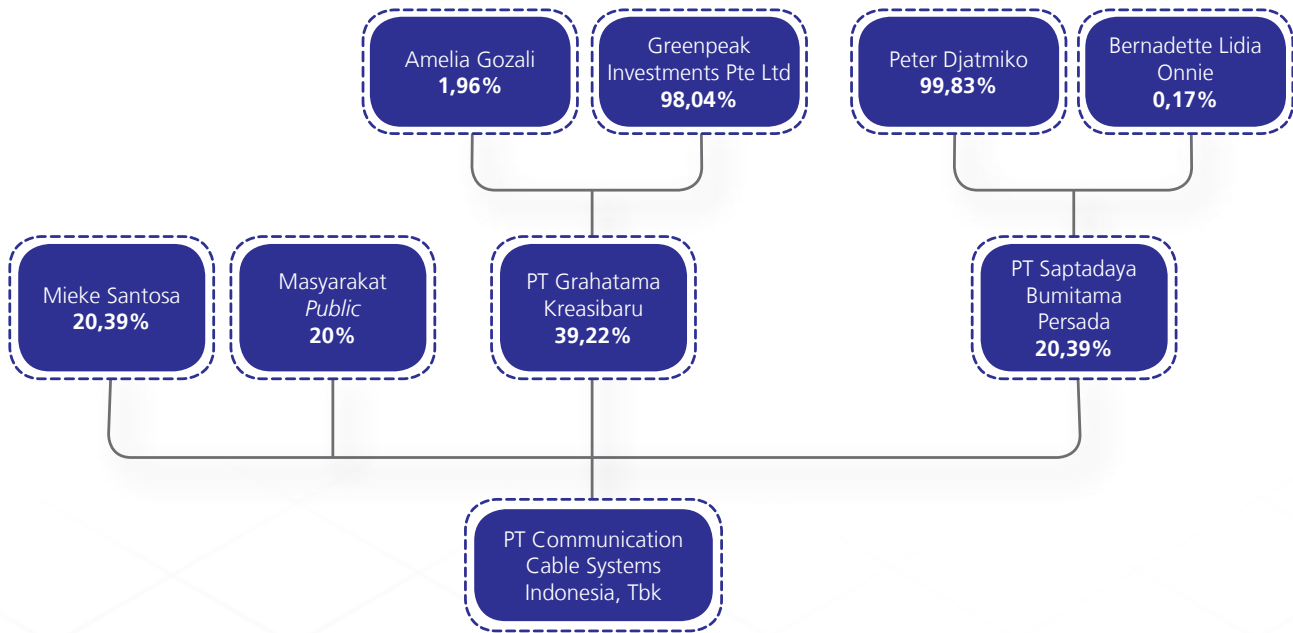 Amelia Gozali
1,96%
Greenpeak
Investments Pte Ltd
98,04%
Peter Djatmiko
99,83%
Bernadette Lidia
Onnie
0,17%
Mieke Santosa
20,39%
Masyarakat
Public
20%
PT Grahatama
Kreasibaru
39,22%
PT Saptadaya
Bumitama
Persada
20,39%
PT Communication
Cable Systems
Indonesia, Tbk